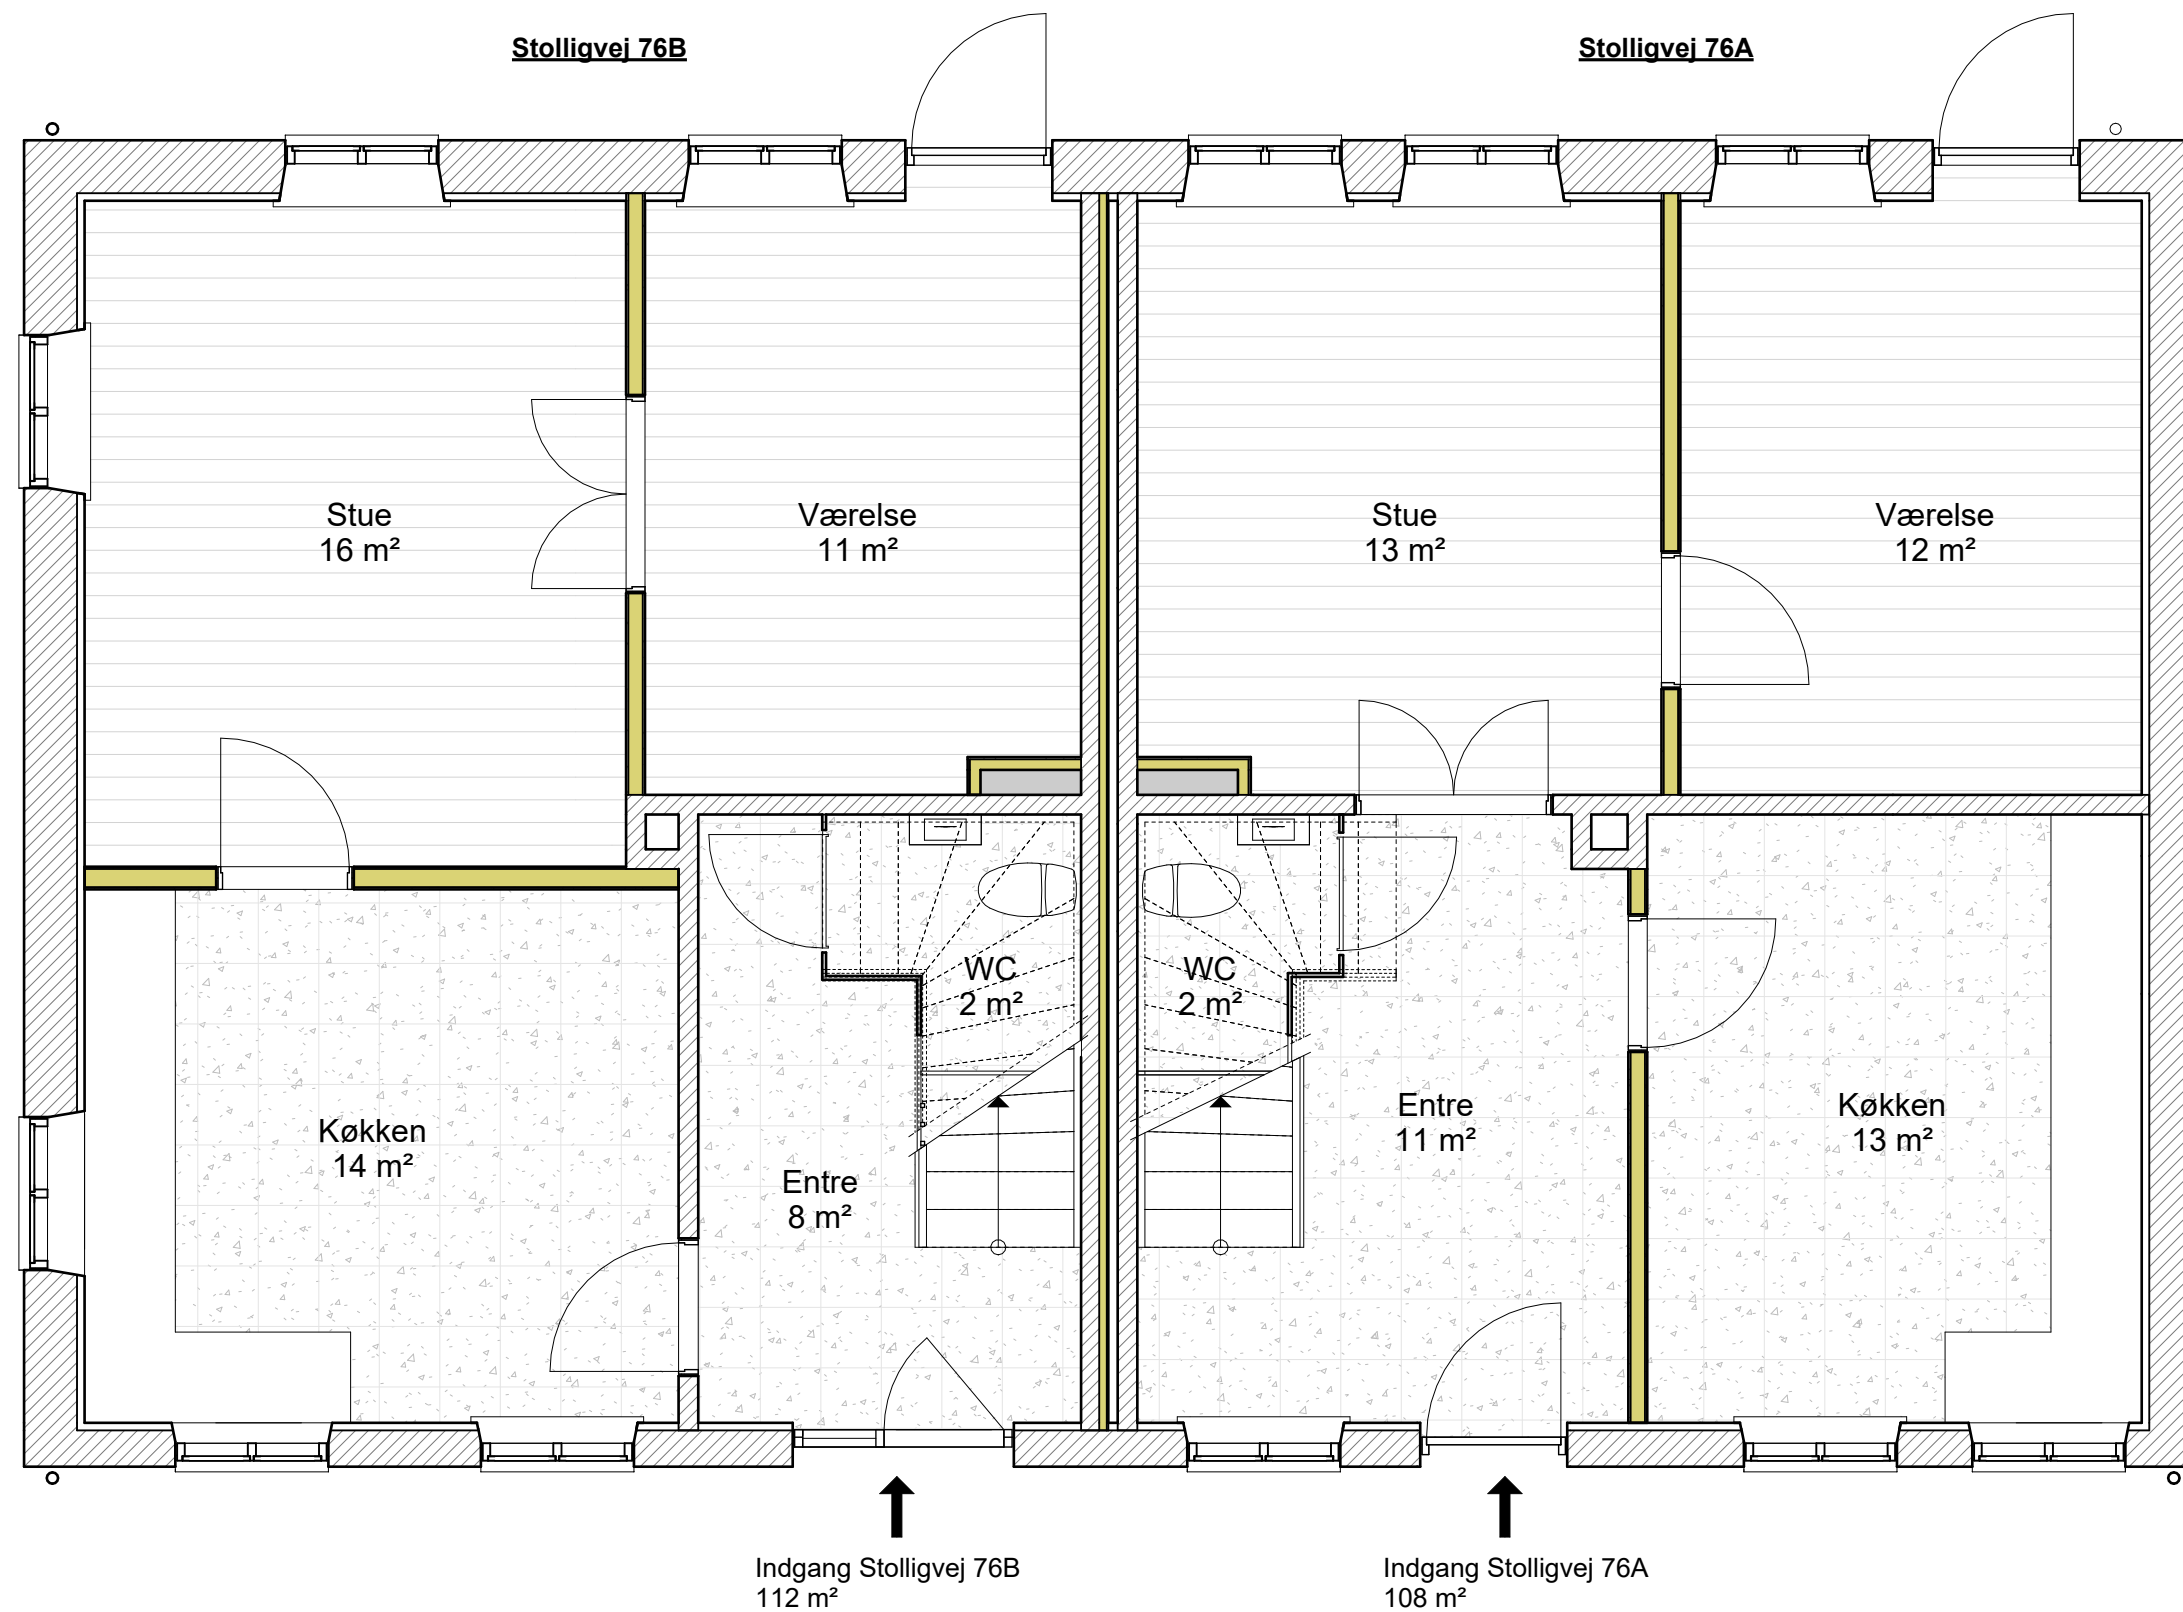 Stolligvej 76B
Stolligvej 76A
Stue
16 m²
Værelse
11 m²
Stue
13 m²
Værelse
12 m²
WC
2 m²
WC
2 m²
Køkken
14 m²
Entre
8 m²
Entre
11 m²
Køkken
13 m²
Indgang Stolligvej 76B
112 m²
Indgang Stolligvej 76A
108 m²